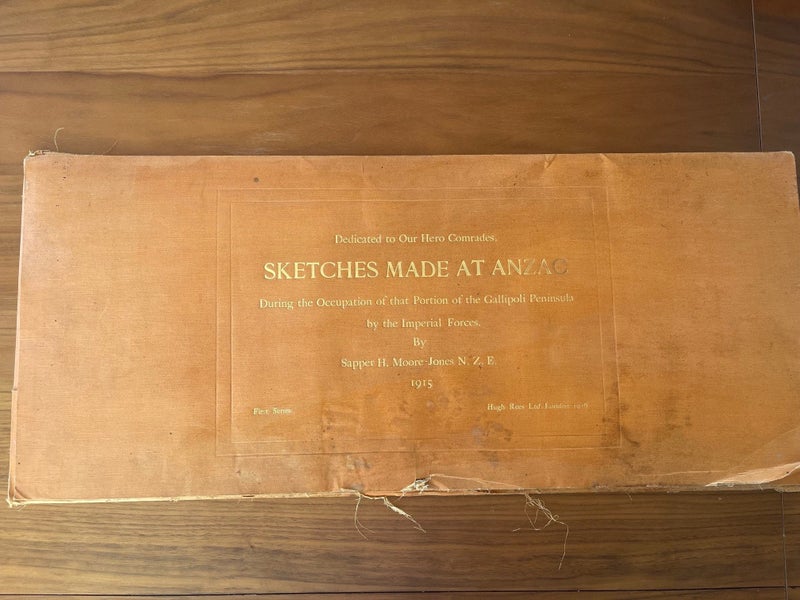 Dedicated to Our Hero Comrades.
SKETCHES MADE AT ANZAC
During the Occupation of that Portion of the Gallipoli Peninsula
by the Imperial Forces.
By
Sapper H. Moore-Jones N. Z. E.
1915
First Series
Hugh Rees Ltd. London 1916